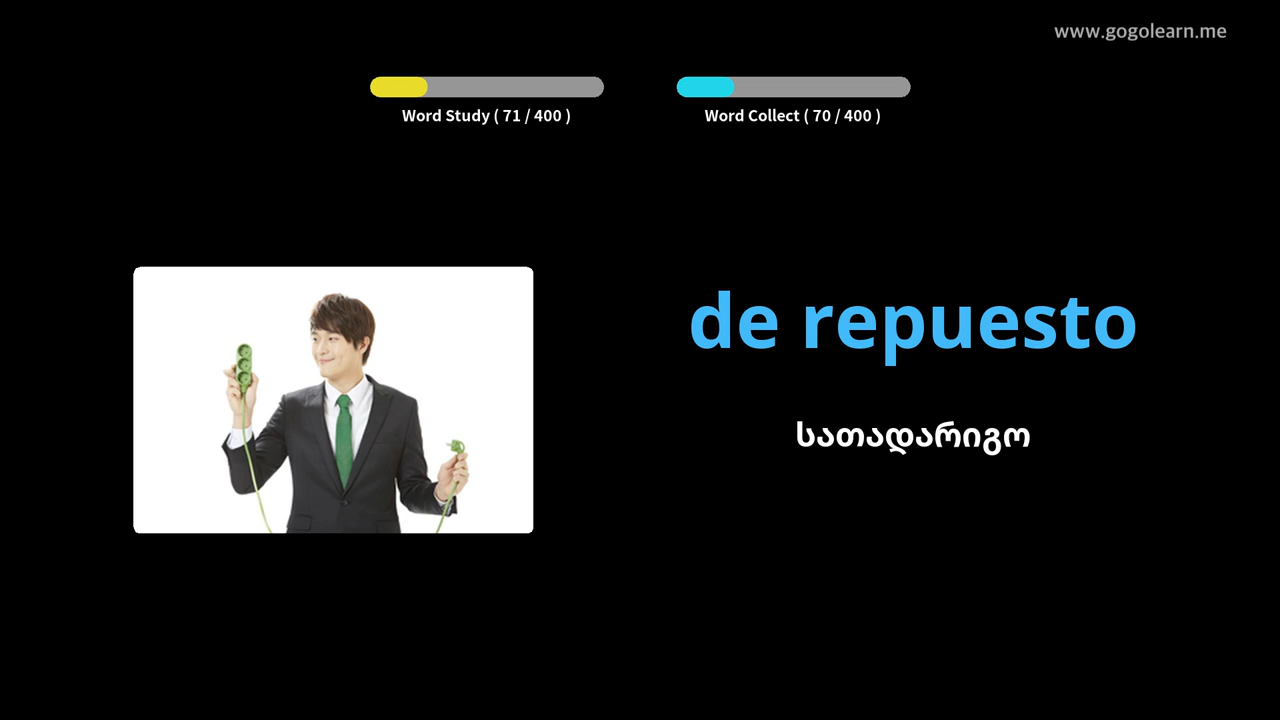 www.gogolearn.me
Word Study ( 71 / 400 )
Word Collect ( 70 / 400 )
de repuesto
სათადარიგო